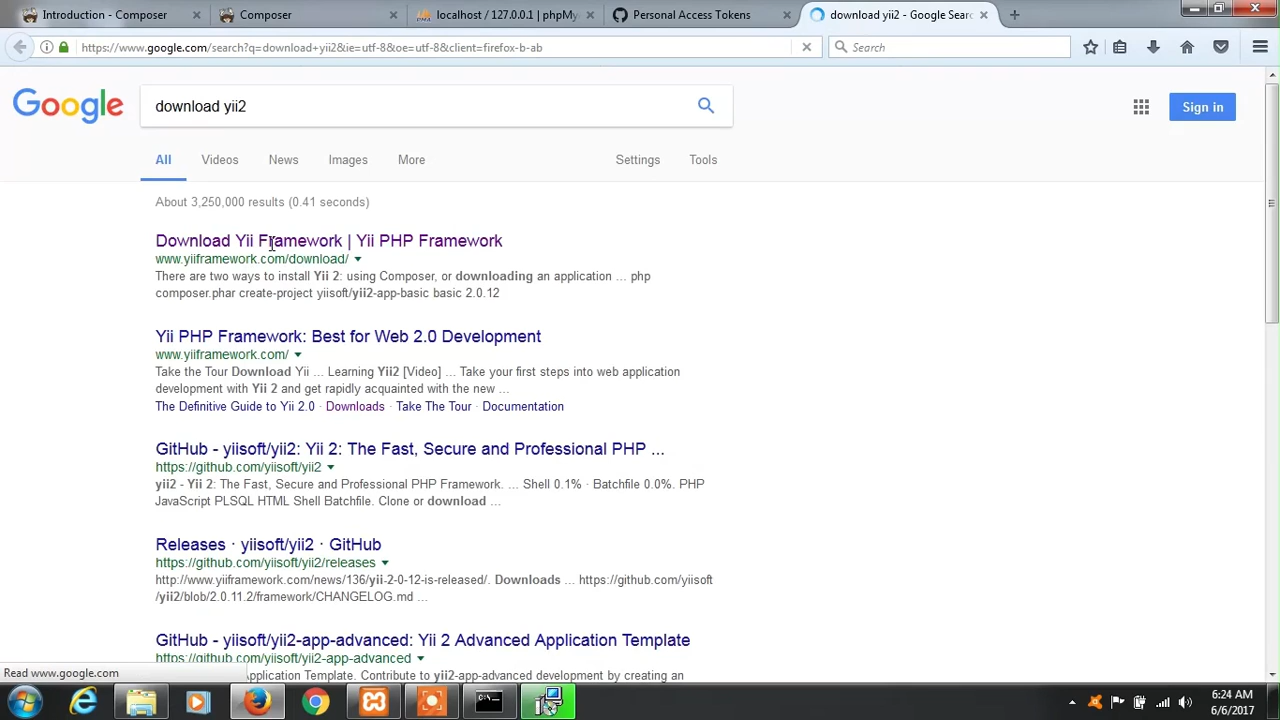 Introduction - Composer
Composer
localhost / 127.0.0.1 | phpMy
Personal Access Tokens
download yii2 - Google Sear
https://www.google.com/search?q=download+yii2&ie=utf-8&oe=utf-8&client=firefox-b-ab
Search
Google
download yii2
Sign in
All
Videos
News
Images
More
Settings
Tools
About 3,250,000 results (0.41 seconds)
Download Yii Framework | Yii PHP Framework
www.yiiframework.com/download/
There are two ways to install Yii 2: using Composer, or downloading an application ... php
composer.phar create-project yiisoft/yii2-app-basic basic 2.0.12
Yii PHP Framework: Best for Web 2.0 Development
www.yiiframework.com/
Take the Tour Download Yii ... Learning Yii2 [Video] ... Take your first steps into web application
development with Yii 2 and get rapidly acquainted with the new ...
The Definitive Guide to Yii 2.0 · Downloads · Take The Tour · Documentation
GitHub - yiisoft/yii2: Yii 2: The Fast, Secure and Professional PHP ...
https://github.com/yiisoft/yii2
yii2 - Yii 2: The Fast, Secure and Professional PHP Framework. ... Shell 0.1% · Batchfile 0.0%. PHP
JavaScript PLSQL HTML Shell Batchfile. Clone or download ...
Releases · yiisoft/yii2 · GitHub
https://github.com/yiisoft/yii2/releases
http://www.yiiframework.com/news/136/yii-2-0-12-is-released/. Downloads ... https://github.com/yiisoft
/yii2/blob/2.0.11.2/framework/CHANGELOG.md ...
GitHub - yiisoft/yii2-app-advanced: Yii 2 Advanced Application Template
https://github.com/yiisoft/yii2-app-advanced
Application Template. Contribute to yii2-app-advanced development by creating an
Read www.google.com
6:24 AM
6/6/2017